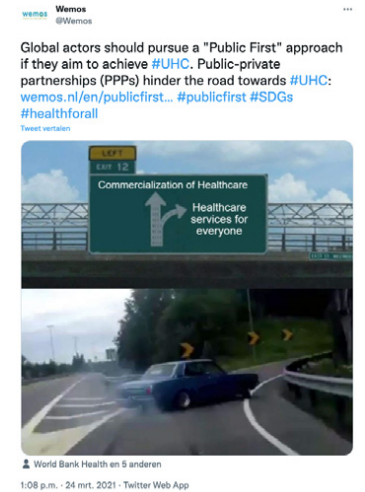 wemos
Wemos
@Wemos
Global actors should pursue a "Public First" approach
if they aim to achieve #UHC. Public-private
partnerships (PPPs) hinder the road towards #UHC:
wemos.nl/en/publicfirst... #publicfirst #SDGs
#healthforall
Tweet vertalen
LEFT
EXIT 12
Commercialization of Healthcare
Healthcare
services for
everyone
World Bank Health en 5 anderen
1:08 p.m. · 24 mrt. 2021 · Twitter Web App